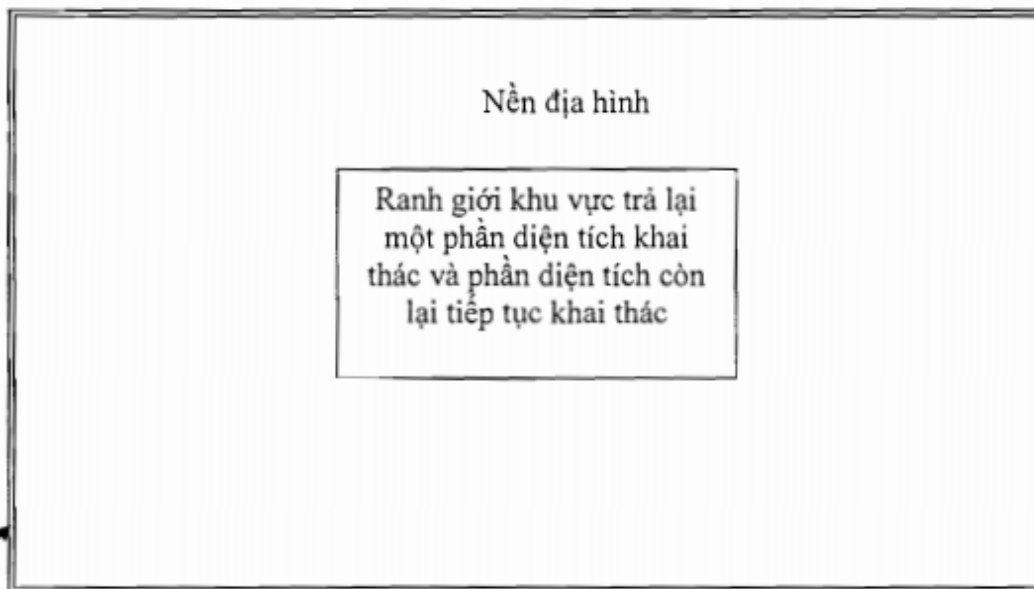 Nền địa hình
Ranh giới khu vực trả lại
một phần diện tích khai
thác và phần diện tích còn
lại tiếp tục khai thác